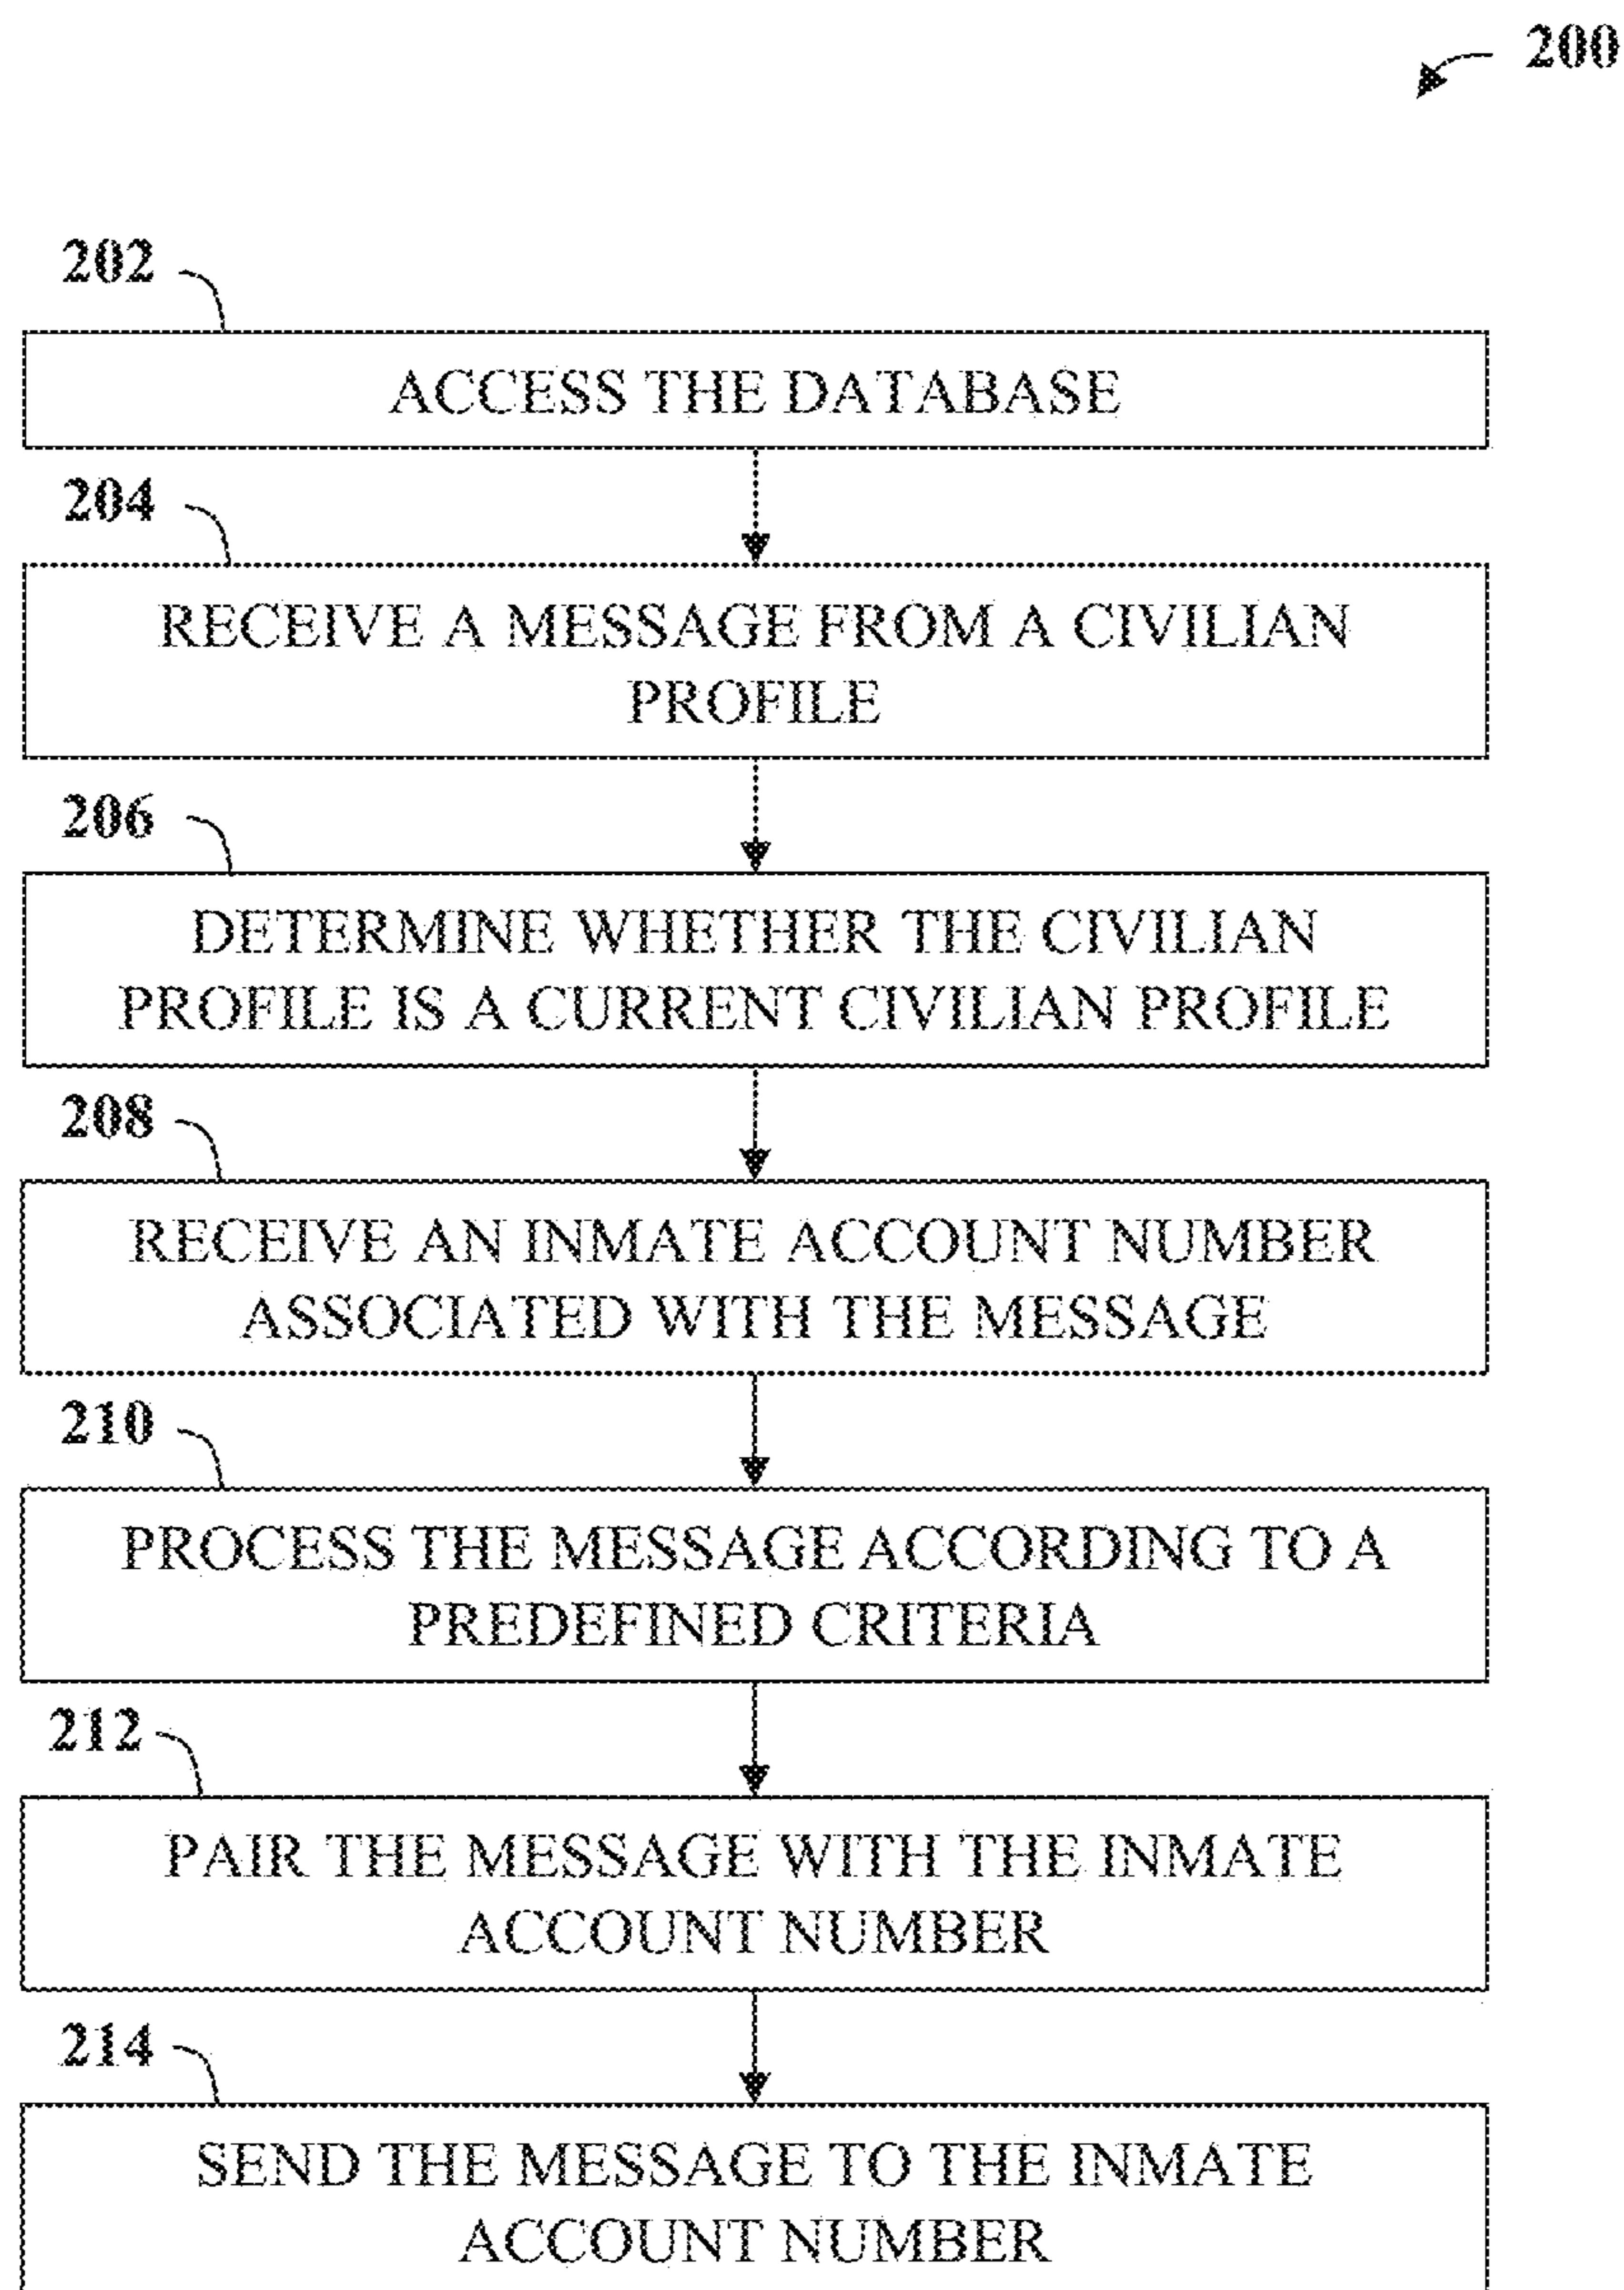 200
202
ACCESS THE DATABASE
204
RECEIVE A MESSAGE FROM A CIVILIAN
PROFILE
206
DETERMINE WHETHER THE CIVILIAN
PROFILE IS A CURRENT CIVILIAN PROFILE
208
RECEIVE AN INMATE ACCOUNT NUMBER
ASSOCIATED WITH THE MESSAGE
210
PROCESS THE MESSAGE ACCORDING TO A
PREDEFINED CRITERIA
212
PAIR THE MESSAGE WITH THE INMATE
ACCOUNT NUMBER
214
SEND THE MESSAGE TO THE INMATE
ACCOUNT NUMBER